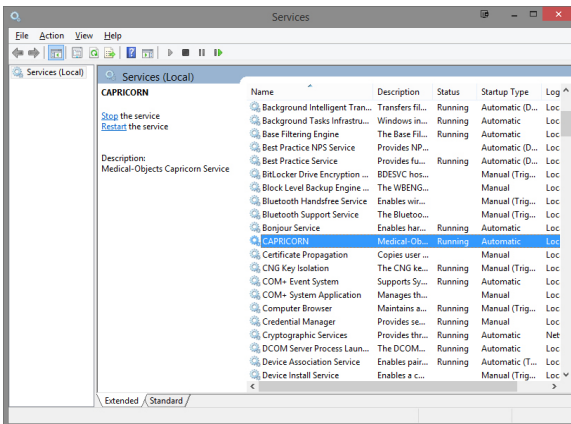 Services
File Action View Help
Services (Local)
Services (Local)
CAPRICORN
Stop the service
Restart the service
Description:
Medical-Objects Capricorn Service
Name Description Status Startup Type Log
Background Intelligent Tran... Transfers fil... Running Automatic (D... Loc
Background Tasks Infrastru... Windows in... Running Automatic Loc
Base Filtering Engine The Base Fil... Running Automatic Loc
Best Practice NPS Service Provides NP... Automatic (D... Loc
Best Practice Service Provides fu... Running Automatic (D... Loc
BitLocker Drive Encryption ... BDESVC hos... Manual (Trig... Loc
Block Level Backup Engine ... The WBENG... Manual Loc
Bluetooth Handsfree Service Enables wir... Manual (Trig... Loc
Bluetooth Support Service The Bluetoo... Manual (Trig... Loc
Bonjour Service Enables har... Running Automatic Loc
CAPRICORN Medical-Ob... Running Automatic Loc
Certificate Propagation Copies user ... Manual Loc
CNG Key Isolation The CNG ke... Running Manual (Trig... Loc
COM+ Event System Supports Sy... Running Automatic Loc
COM+ System Application Manages th... Manual Loc
Computer Browser Maintains a... Running Manual (Trig... Loc
Credential Manager Provides se... Running Manual Loc
Cryptographic Services Provides thr... Running Automatic Net
DCOM Server Process Laun... The DCOM... Running Automatic Loc
Device Association Service Enables pair... Running Automatic (T... Loc
Device Install Service Enables a c... Manual (Trig... Loc
Extended Standard